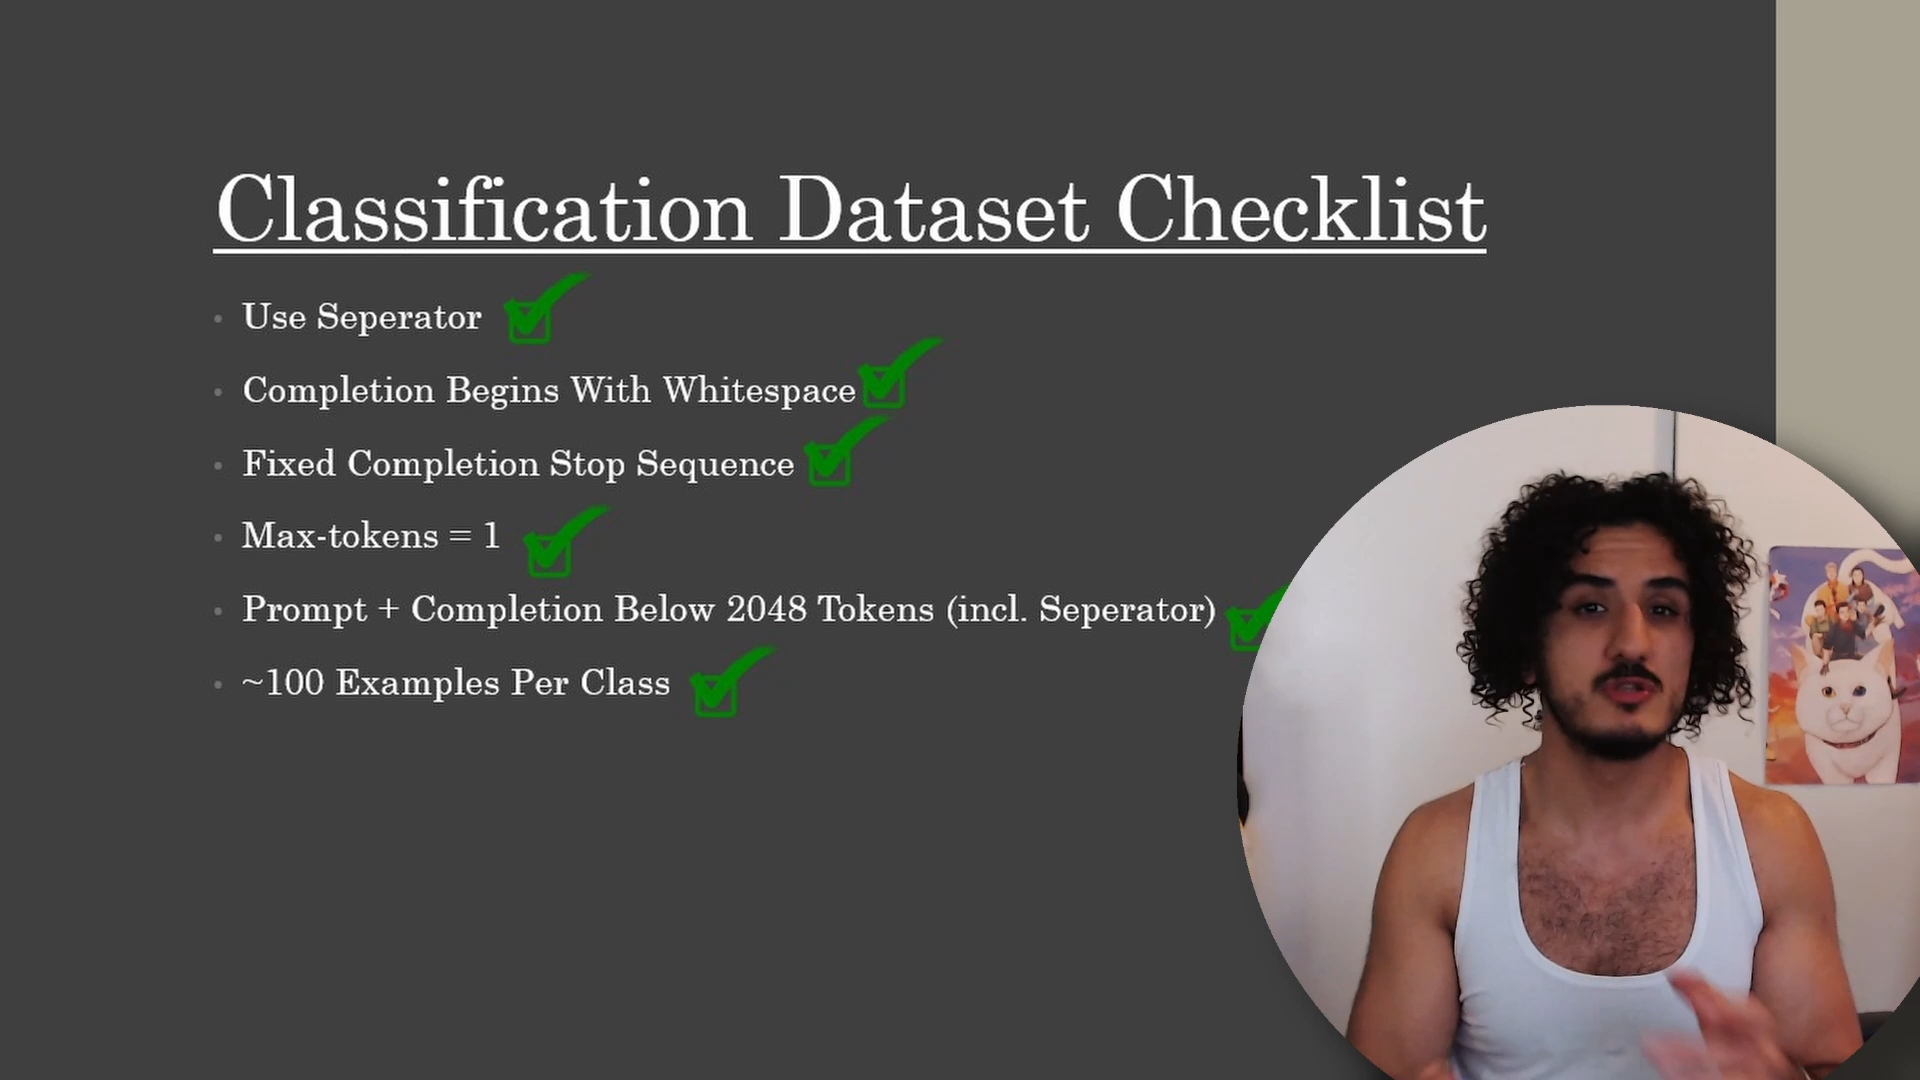 Classification Dataset Checklist
Use Seperator
Completion Begins With Whitespace
Fixed Completion Stop Sequence
Max-tokens = 1
Prompt + Completion Below 2048 Tokens (incl. Seperator)
~100 Examples Per Class